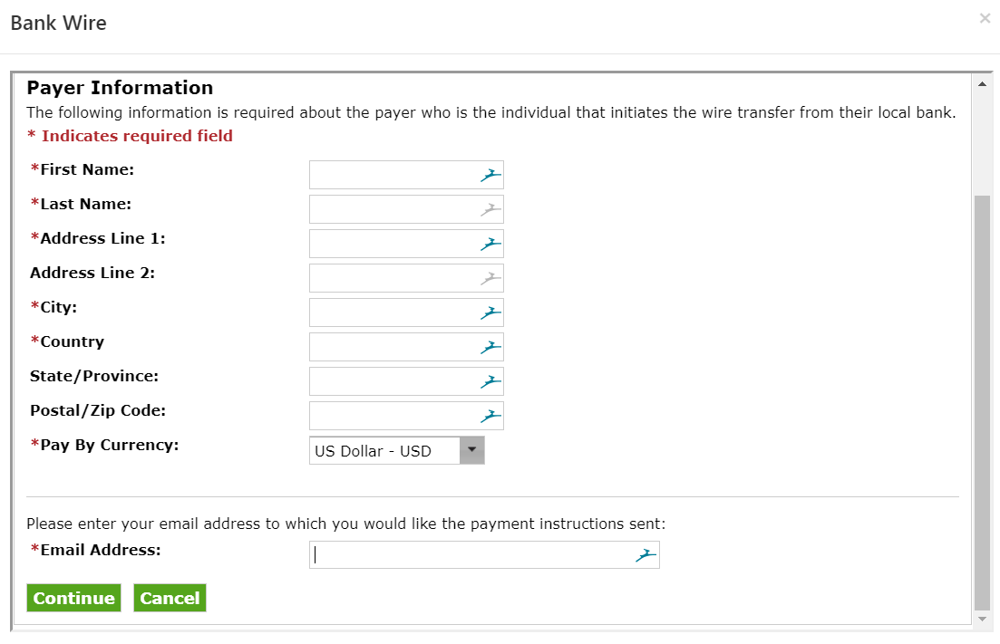 Bank Wire
×
Payer Information
The following information is required about the payer who is the individual that initiates the wire transfer from their local bank.
* Indicates required field
*First Name:
*Last Name:
*Address Line 1:
Address Line 2:
*City:
*Country
State/Province:
Postal/Zip Code:
*Pay By Currency:
US Dollar - USD
Please enter your email address to which you would like the payment instructions sent:
*Email Address:
Continue Cancel